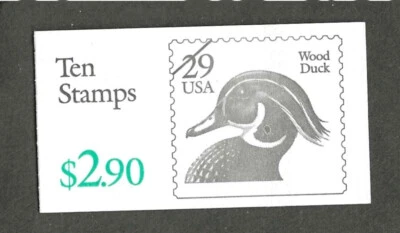 Ten
Stamps
$2.90
29
USA
Wood
Duck